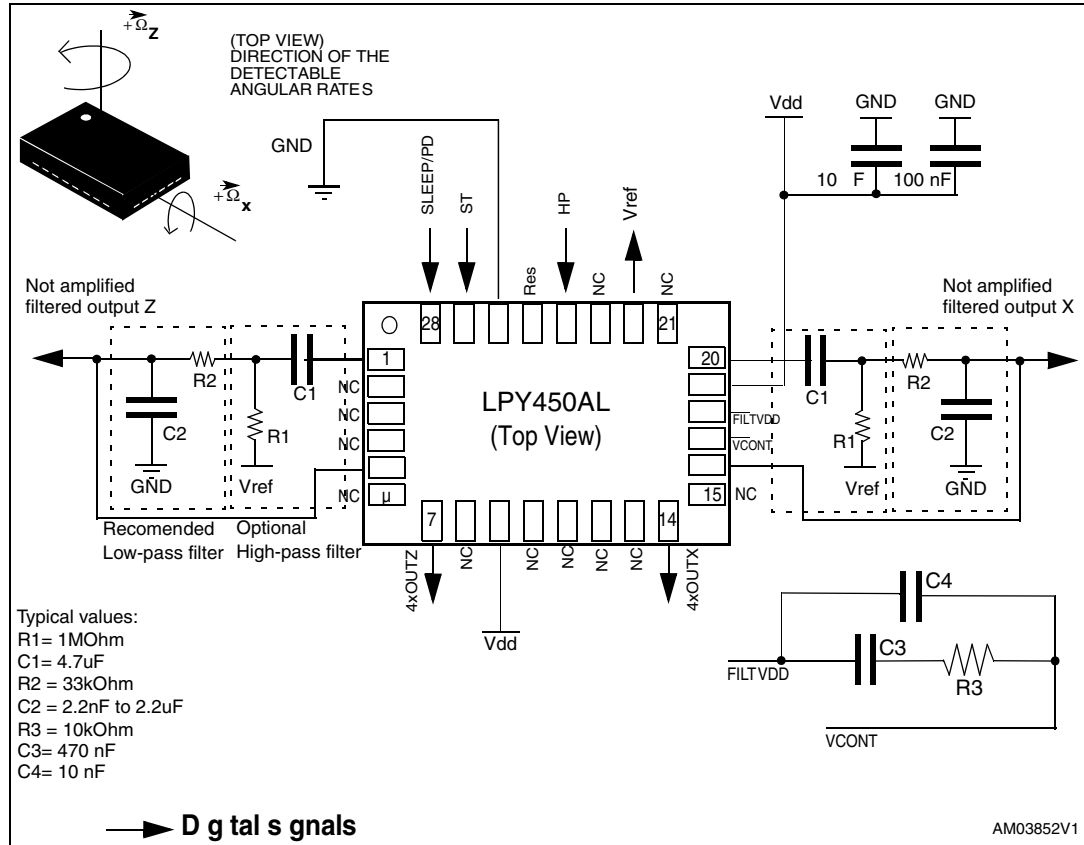 +Ω Z
(TOP VIEW)
DIRECTION OF THE
DETECTABLE
ANGULAR RATES
+Ω x
GND
SLEEP/PD
ST
Res
HP
NC
Vref
NC
Vdd
GND
GND
10 F
100 nF
Not amplified
filtered output Z
Not amplified
filtered output X
28
21
1
20
R2
C1
C2
R1
GND
Vref
NC
NC
NC
NC
µ
LPY450AL
(Top View)
FILTVDD
VCONT
15
NC
C1
R2
R1
C2
Vref
GND
Recomended
Low-pass filter
Optional
High-pass filter
7
14
4xOUTZ
NC
Vdd
NC
NC
NC
NC
4xOUTX
Typical values:
R1= 1MOhm
C1= 4.7uF
R2 = 33kOhm
C2 = 2.2nF to 2.2uF
R3 = 10kOhm
C3= 470 nF
C4= 10 nF
C4
C3
FILTVDD
R3
VCONT
D g tal s gnals
AM03852V1